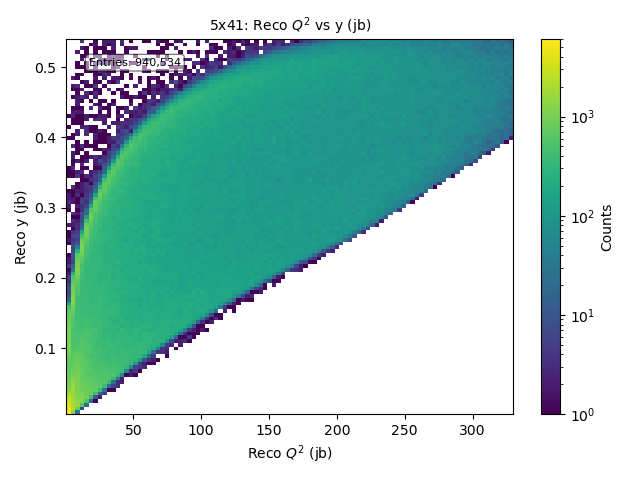 5x41: Reco Q² vs y (jb)
Entries: 940,534
Reco y (jb)
0.5
0.4
0.3
0.2
0.1
50 100 150 200 250 300
Reco Q² (jb)
10³
10²
10¹
10⁰
Counts